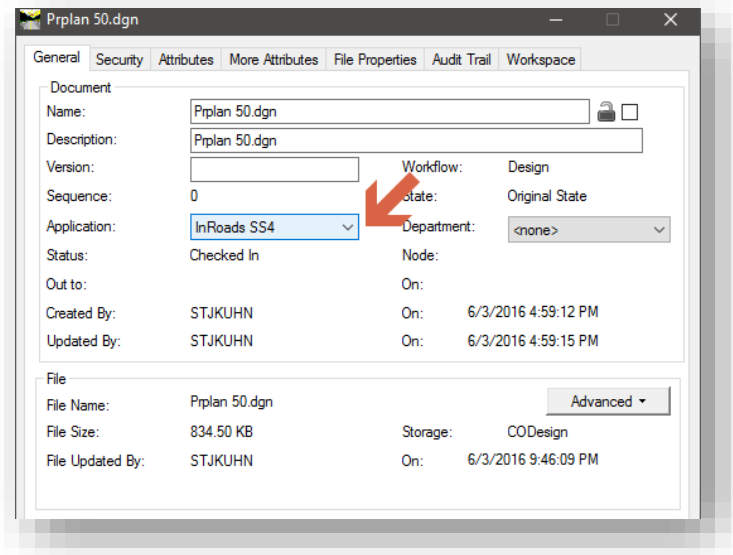 Prplan 50.dgn
General Security Attributes More Attributes File Properties Audit Trail Workspace
Document
Name: Prplan 50.dgn
Description: Prplan 50.dgn
Version: Workflow: Design
Sequence: 0 State: Original State
Application: InRoads SS4 Department: <none>
Status: Checked In Node:
Out to: On:
Created By: STJKUHN On: 6/3/2016 4:59:12 PM
Updated By: STJKUHN On: 6/3/2016 4:59:15 PM
File
File Name: Prplan 50.dgn Advanced
File Size: 834.50 KB Storage: CODesign
File Updated By: STJKUHN On: 6/3/2016 9:46:09 PM